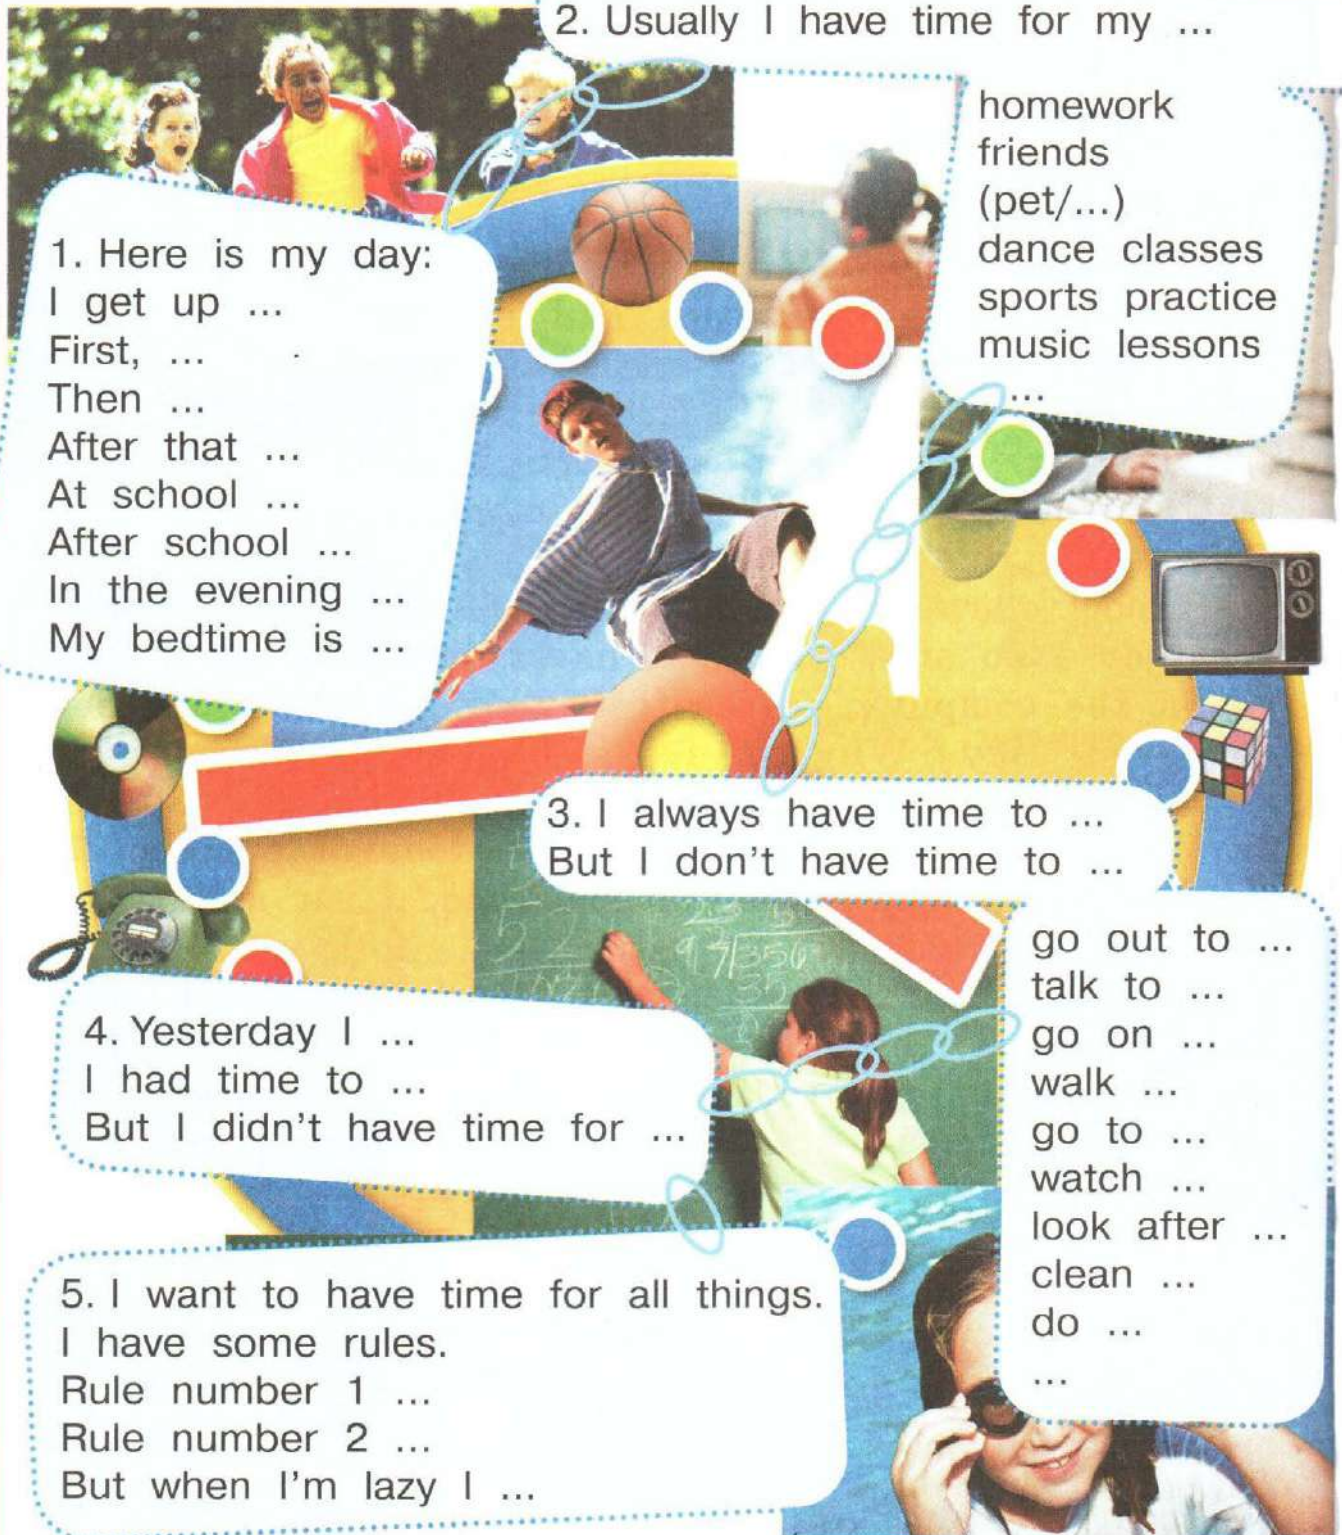 2. Usually I have time for my ...
homework
friends
(pet/...)
dance classes
sports practice
music lessons
...
1. Here is my day:
I get up ...
First, ...
Then ...
After that ...
At school ...
After school ...
In the evening ...
My bedtime is ...
3. I always have time to ...
But I don't have time to ...
go out to ...
talk to ...
go on ...
walk ...
go to ...
watch ...
look after ...
clean ...
do ...
...
4. Yesterday I ...
I had time to ...
But I didn't have time for ...
5. I want to have time for all things.
I have some rules.
Rule number 1 ...
Rule number 2 ...
But when I'm lazy I ...